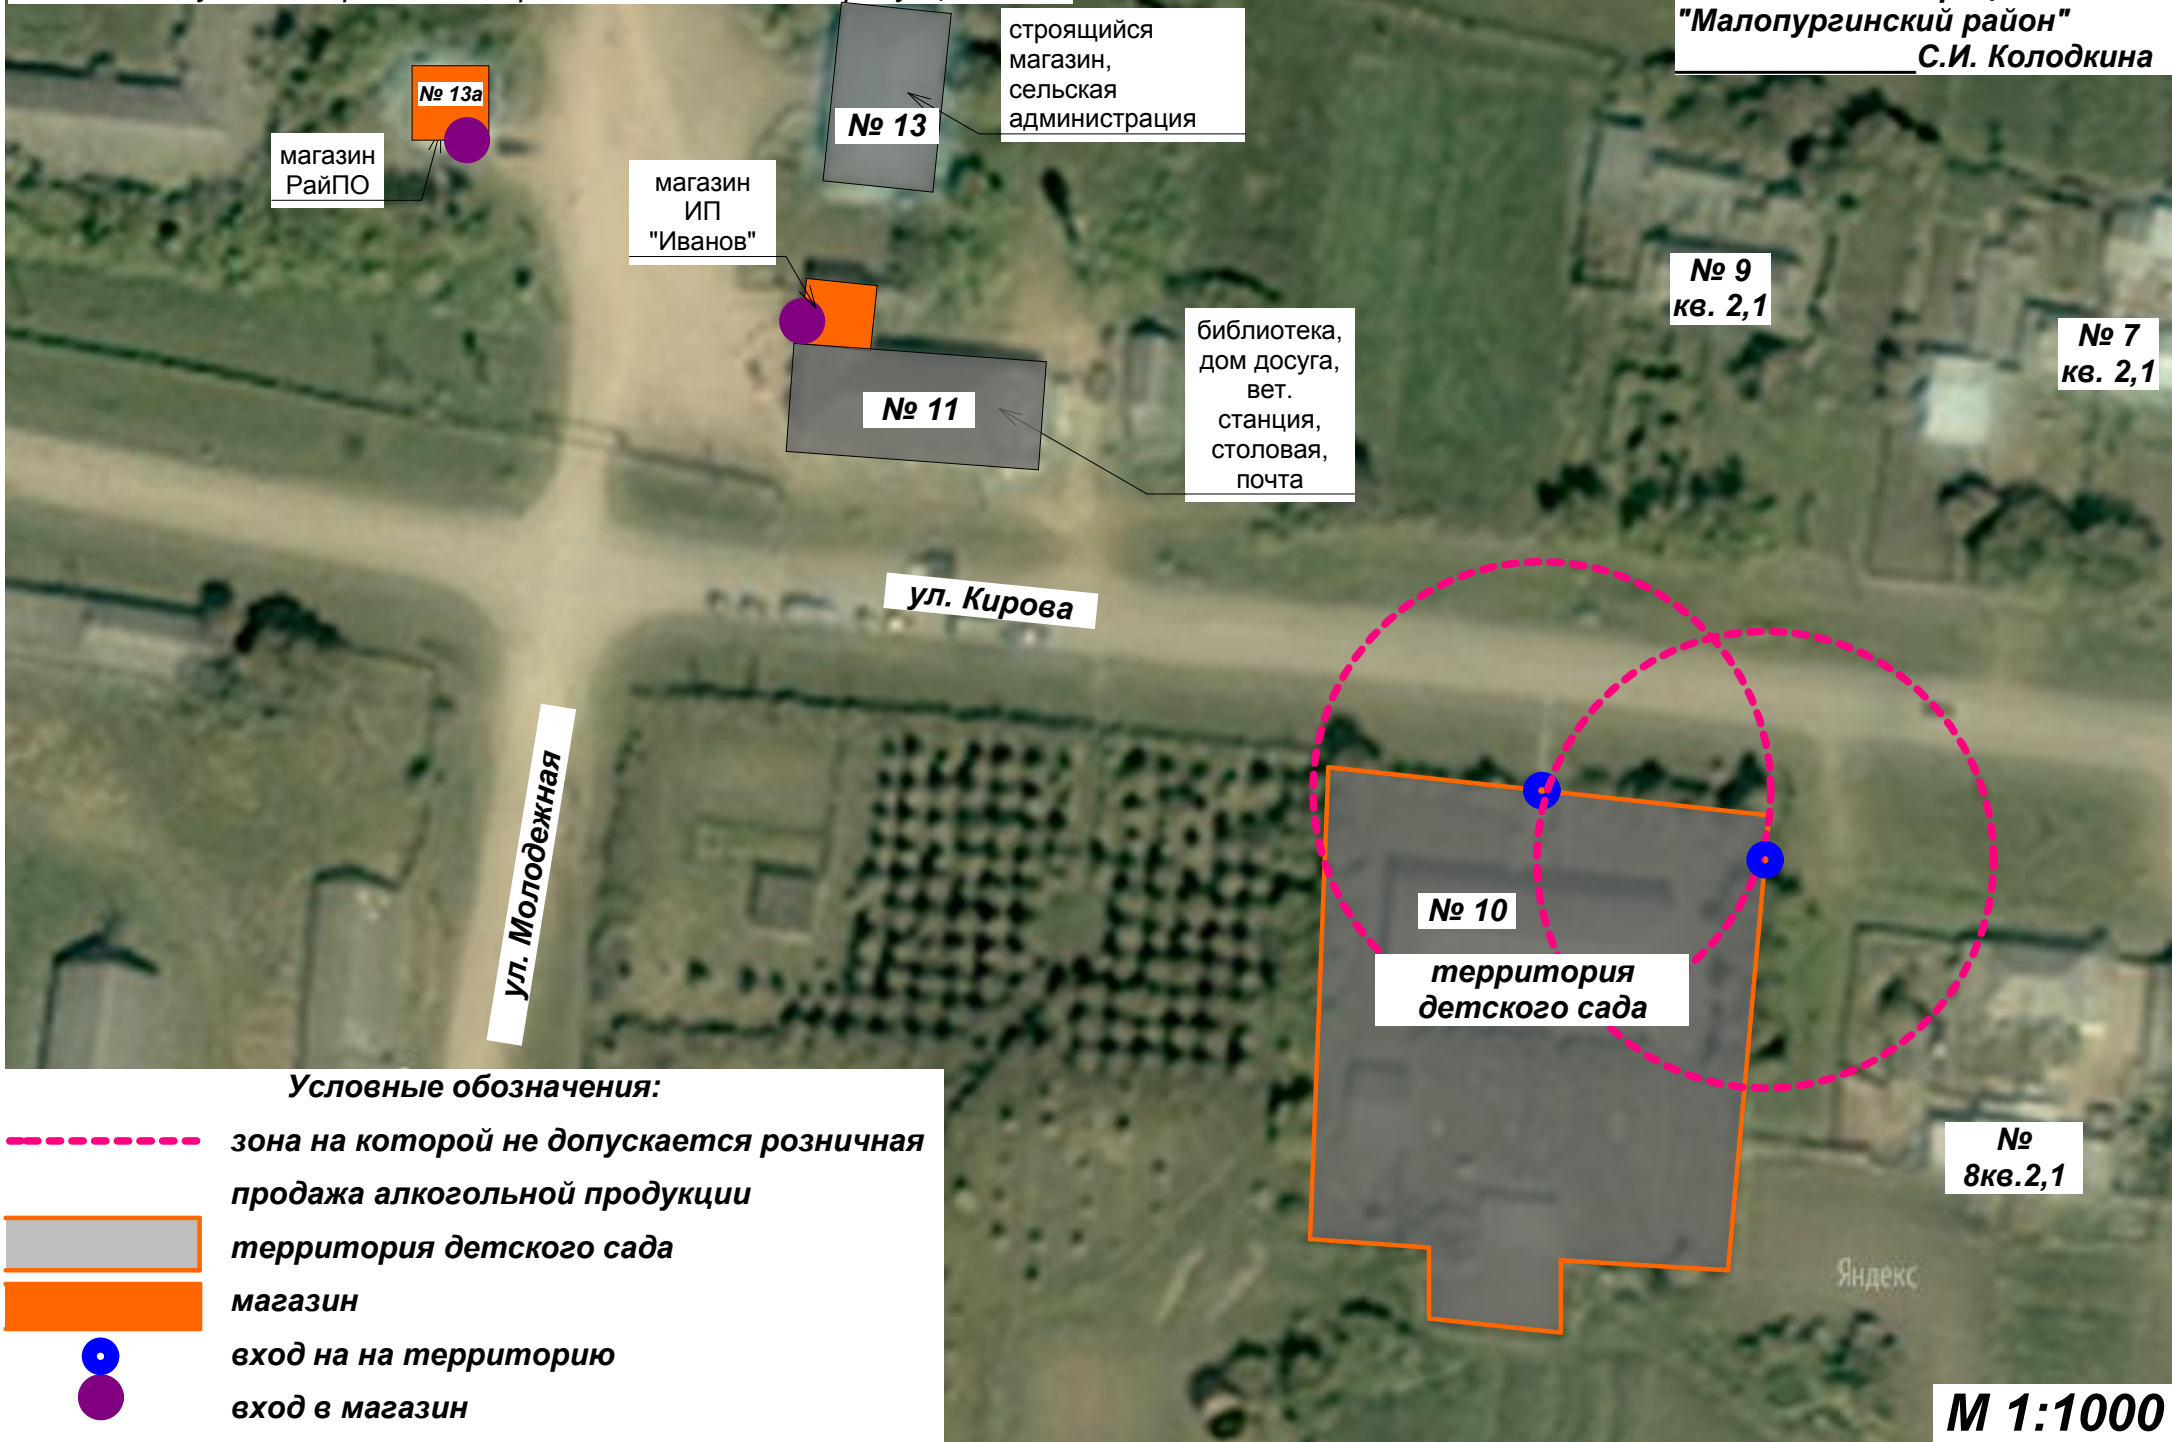 "Малопургинский район"
С.И. Колодкина
строящийся
магазин,
сельская
администрация
№ 13а
№ 13
магазин
РайПО
магазин
ИП
"Иванов"
№ 9
кв. 2,1
№ 7
кв. 2,1
библиотека,
дом досуга,
вет.
станция,
столовая,
почта
№ 11
ул. Кирова
ул. Молодежная
№ 10
территория
детского сада
№
8кв.2,1
Яндекс
Условные обозначения:
зона на которой не допускается розничная
продажа алкогольной продукции
территория детского сада
магазин
вход на на территорию
вход в магазин
М 1:1000